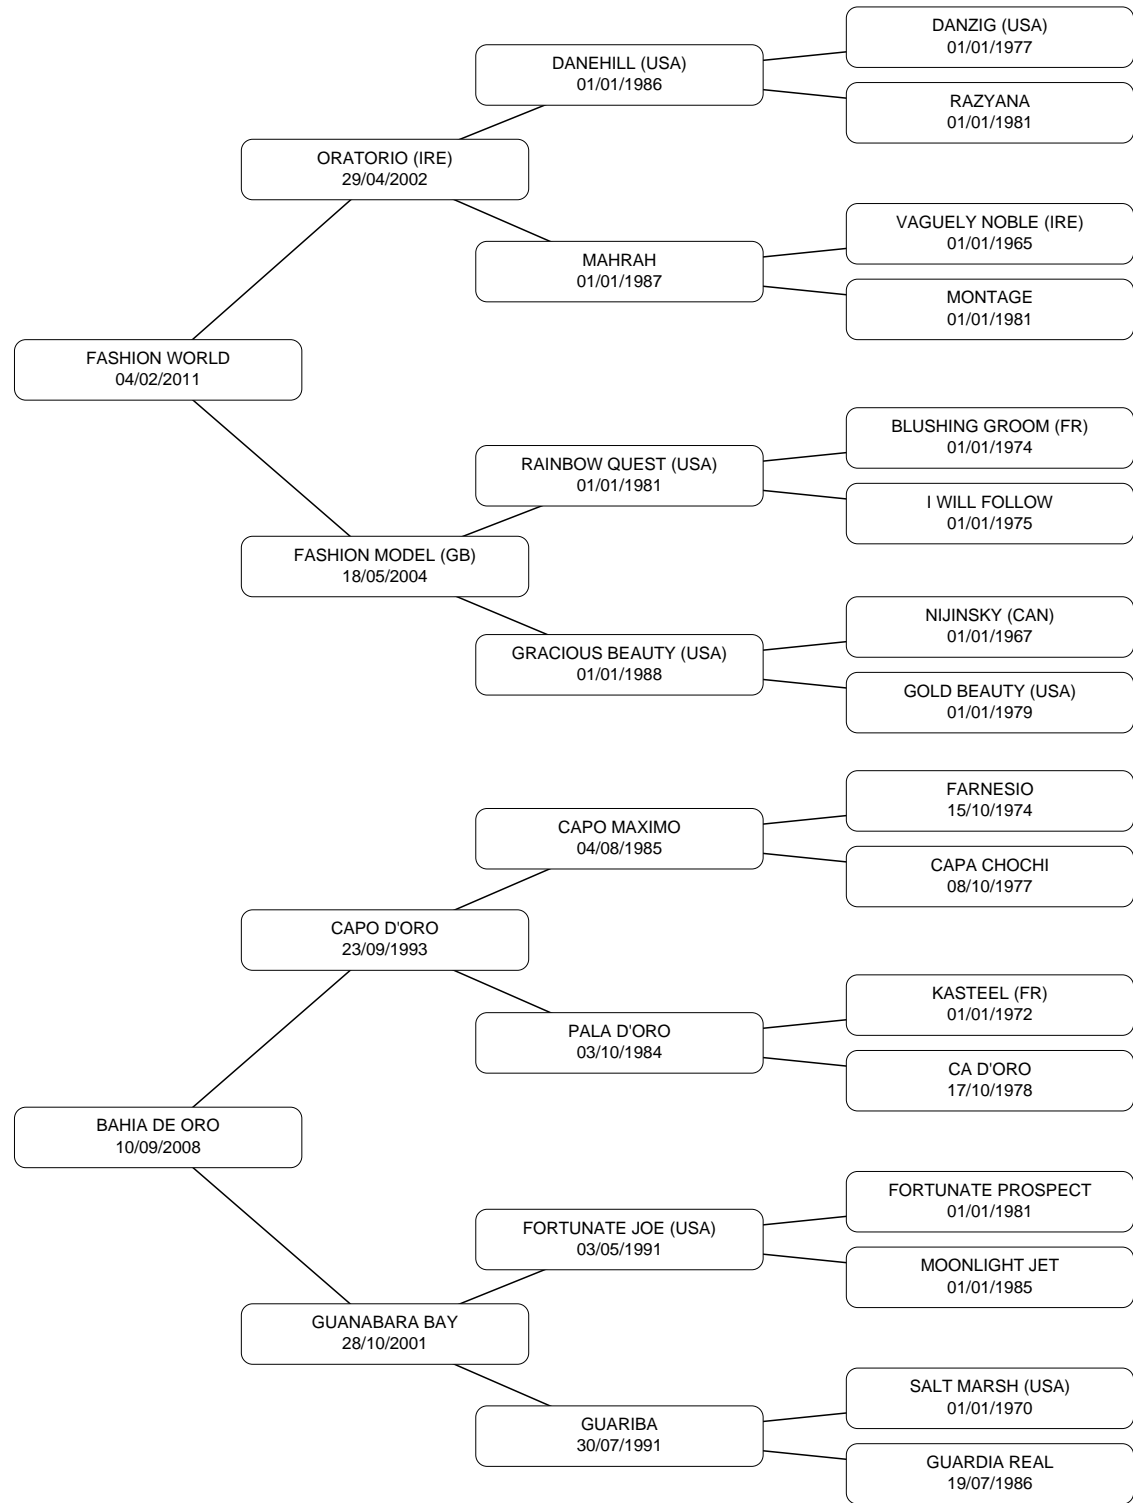 DANZIG (USA)
01/01/1977
DANEHILL (USA)
01/01/1986
RAZYANA
01/01/1981
ORATORIO (IRE)
29/04/2002
VAGUELY NOBLE (IRE)
01/01/1965
MAHRAH
01/01/1987
MONTAGE
01/01/1981
FASHION WORLD
04/02/2011
BLUSHING GROOM (FR)
01/01/1974
RAINBOW QUEST (USA)
01/01/1981
I WILL FOLLOW
01/01/1975
FASHION MODEL (GB)
18/05/2004
NIJINSKY (CAN)
01/01/1967
GRACIOUS BEAUTY (USA)
01/01/1988
GOLD BEAUTY (USA)
01/01/1979
FARNESIO
15/10/1974
CAPO MAXIMO
04/08/1985
CAPA CHOCHI
08/10/1977
CAPO D'ORO
23/09/1993
KASTEEL (FR)
01/01/1972
PALA D'ORO
03/10/1984
CA D'ORO
17/10/1978
BAHIA DE ORO
10/09/2008
FORTUNATE PROSPECT
01/01/1981
FORTUNATE JOE (USA)
03/05/1991
MOONLIGHT JET
01/01/1985
GUANABARA BAY
28/10/2001
SALT MARSH (USA)
01/01/1970
GUARIBA
30/07/1991
GUARDIA REAL
19/07/1986